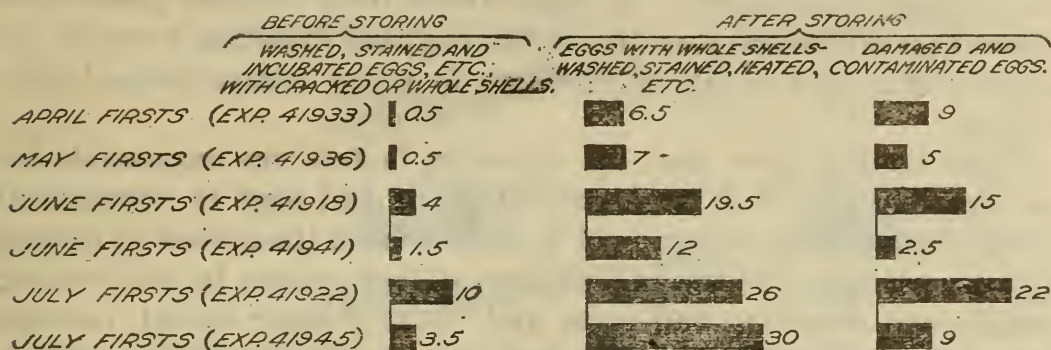 BEFORE STORING AFTER STORING
WASHED, STAINED AND INCUBATED EGGS, ETC., WITH CRACKED OR WHOLE SHELLS.
EGGS WITH WHOLE SHELLS- WASHED, STAINED, HEATED, ETC.
DAMAGED AND CONTAMINATED EGGS.
APRIL FIRSTS (EXP. 41933) 0.5 6.5 9
MAY FIRSTS (EXP. 41936) 0.5 7 5
JUNE FIRSTS (EXP. 41918) 4 19.5 15
JUNE FIRSTS (EXP. 41941) 1.5 12 2.5
JULY FIRSTS (EXP. 41922) 10 26 22
JULY FIRSTS (EXP. 41945) 3.5 30 9